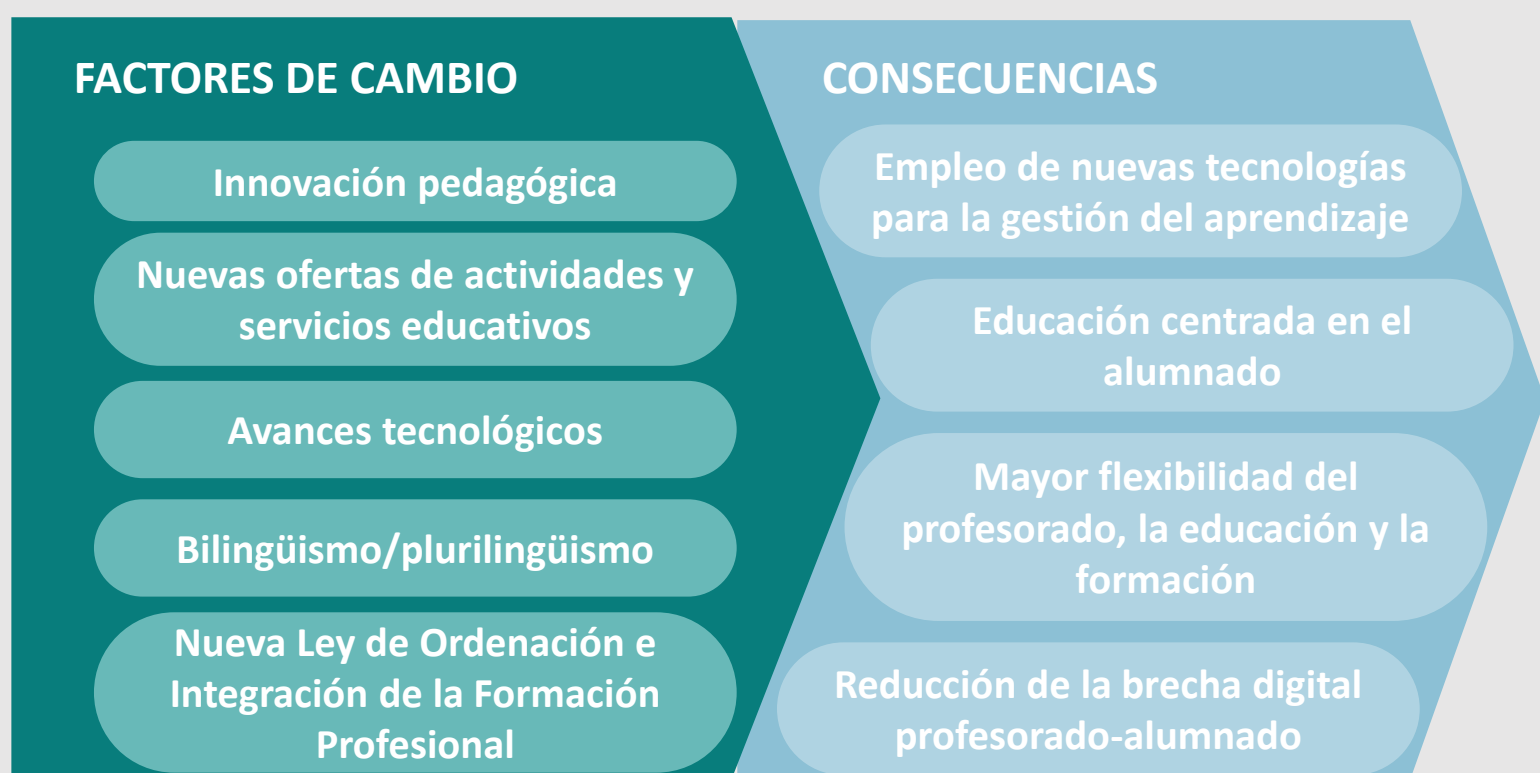 FACTORES DE CAMBIO
Innovación pedagógica
Nuevas ofertas de actividades y
servicios educativos
Avances tecnológicos
Bilingüismo/plurilingüismo
Nueva Ley de Ordenación e
Integración de la Formación
Profesional
CONSECUENCIAS
Empleo de nuevas tecnologías
para la gestión del aprendizaje
Educación centrada en el
alumnado
Mayor flexibilidad del
profesorado, la educación y la
formación
Reducción de la brecha digital
profesorado-alumnado